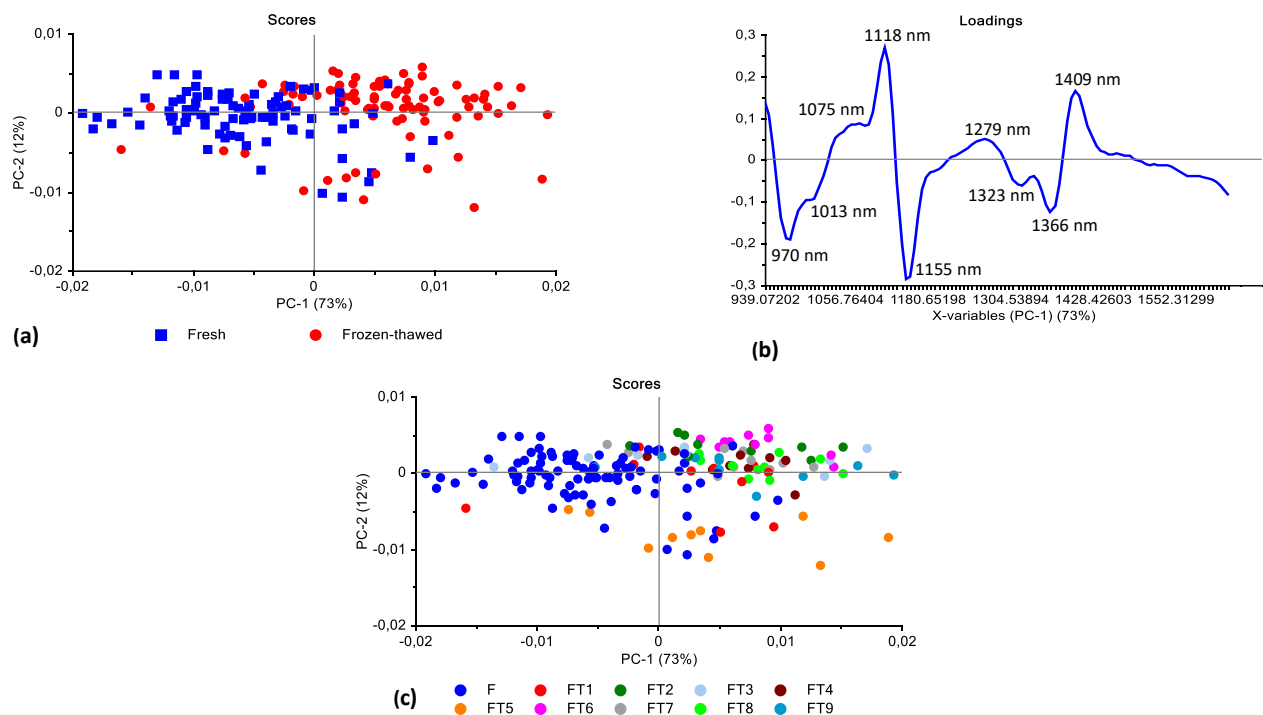 Scores
0,01
0
-0,01
-0,02
PC-2 (12%)
-0,02 -0,01 0 0,01 0,02
PC-1 (73%)
Fresh Frozen-thawed
(a)
Loadings
0,3
0,2
0,1
0
-0,1
-0,2
-0,3
1118 nm
1409 nm
1075 nm
1279 nm
1013 nm
1323 nm
1366 nm
970 nm
1155 nm
939.07202 1056.76404 1180.65198 1304.53894 1428.42603 1552.31299
X-variables (PC-1) (73%)
(b)
Scores
0,01
0
-0,01
-0,02
PC-2 (12%)
-0,02 -0,01 0 0,01 0,02
PC-1 (73%)
F FT1 FT2 FT3 FT4
FT5 FT6 FT7 FT8 FT9
(c)